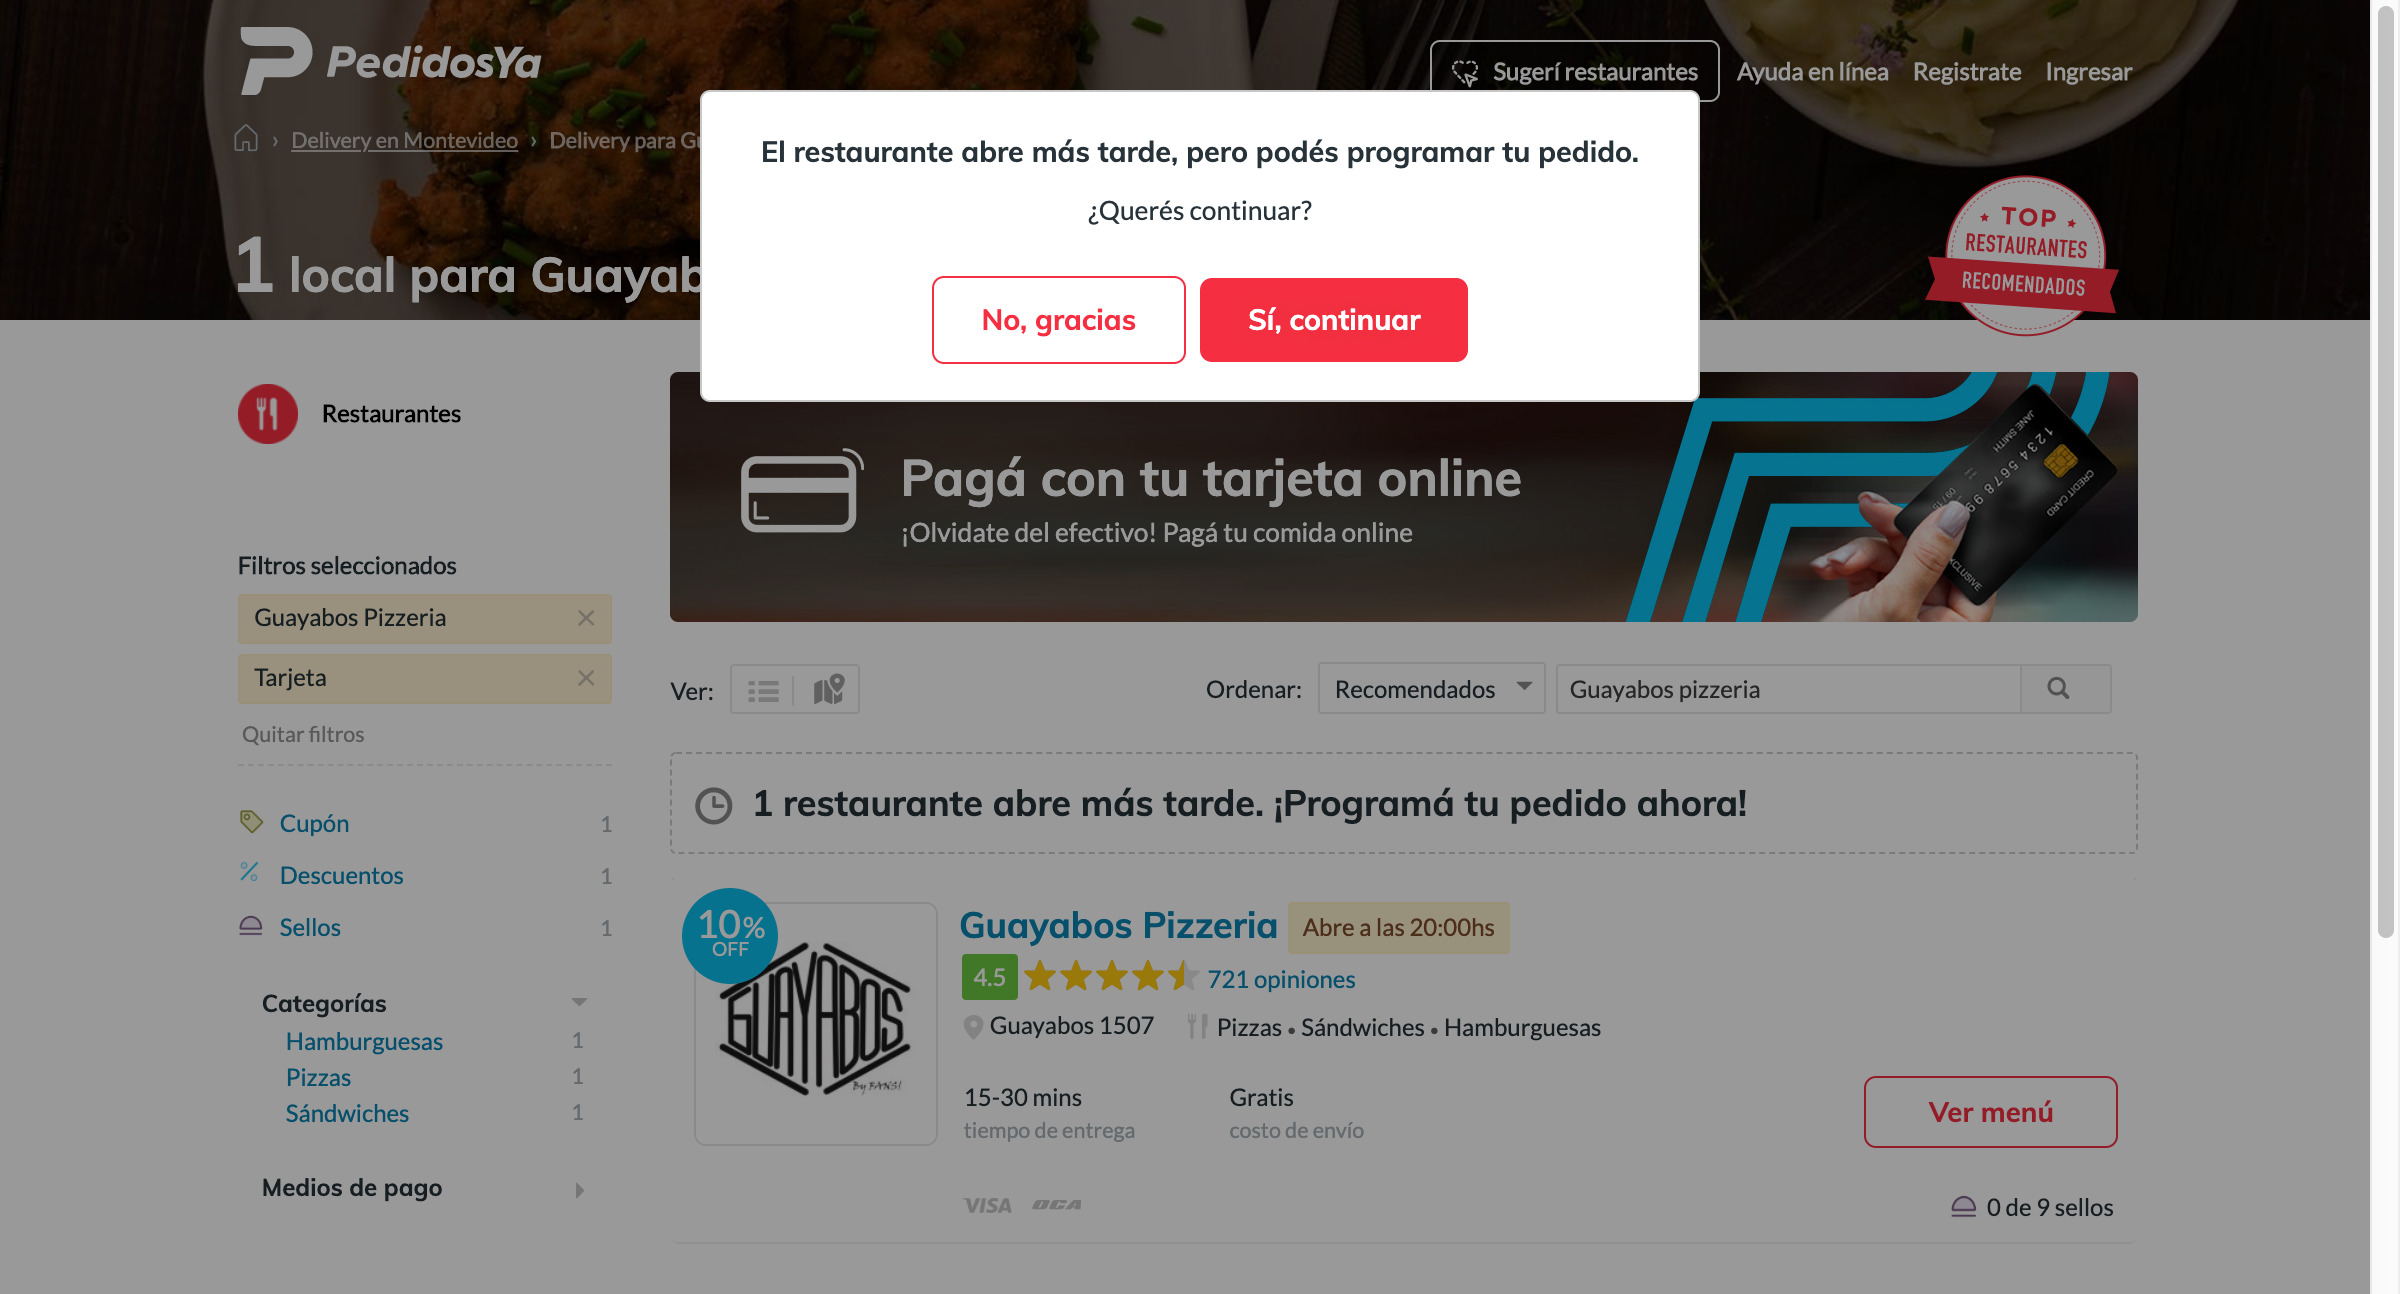 PedidosYa
Sugerí restaurantes
Ayuda en línea
Registrate
Ingresar
› Delivery en Montevideo › Delivery para
El restaurante abre más tarde, pero podés programar tu pedido.
¿Querés continuar?
No, gracias
Sí, continuar
1 local para
TOP
RESTAURANTES
RECOMENDADOS
Restaurantes
Pagá con tu tarjeta online
¡Olvidate del efectivo! Pagá tu comida online
JANE SMITH
CREDIT CARD
Filtros seleccionados
Guayabos Pizzeria
Tarjeta
Quitar filtros
Cupón 1
Descuentos 1
Sellos 1
Categorías
Hamburguesas 1
Pizzas 1
Sándwiches 1
Medios de pago
Ver:
Ordenar:
Recomendados
Guayabos pizzeria
1 restaurante abre más tarde. ¡Programá tu pedido ahora!
10%
OFF
GUAYABOS
Guayabos Pizzeria
Abre a las 20:00hs
4.5
721 opiniones
Guayabos 1507
Pizzas • Sándwiches • Hamburguesas
15-30 mins
tiempo de entrega
Gratis
costo de envío
Ver menú
VISA OCA
0 de 9 sellos